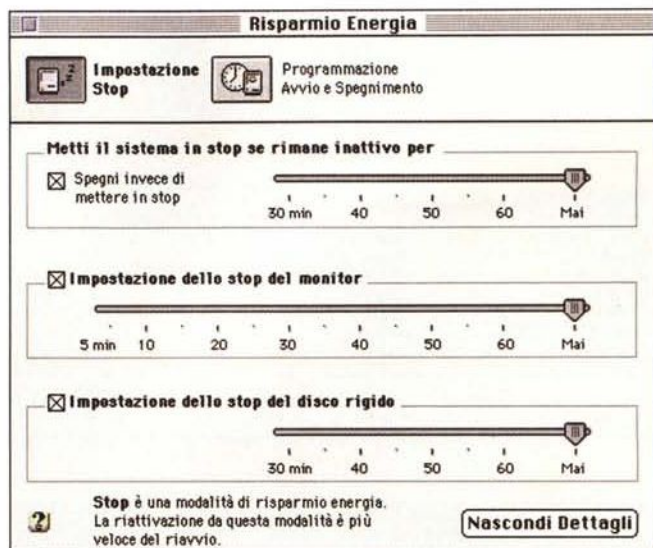 Risparmio Energia
Impostazione
Stop
Programmazione
Avvio e Spegnimento
Metti il sistema in stop se rimane inattivo per
Spegni invece di
mettere in stop
30 min 40 50 60 Mai
Impostazione dello stop del monitor
5 min 10 20 30 40 50 60 Mai
Impostazione dello stop del disco rigido
30 min 40 50 60 Mai
Stop è una modalità di risparmio energia.
La riattivazione da questa modalità è più
veloce del riavvio.
Nascondi Dettagli